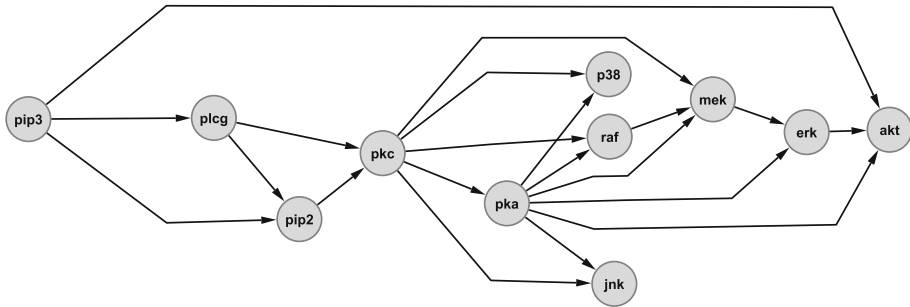 pip3
plcg
pip2
pkc
pka
p38
raf
jnk
mek
erk
akt